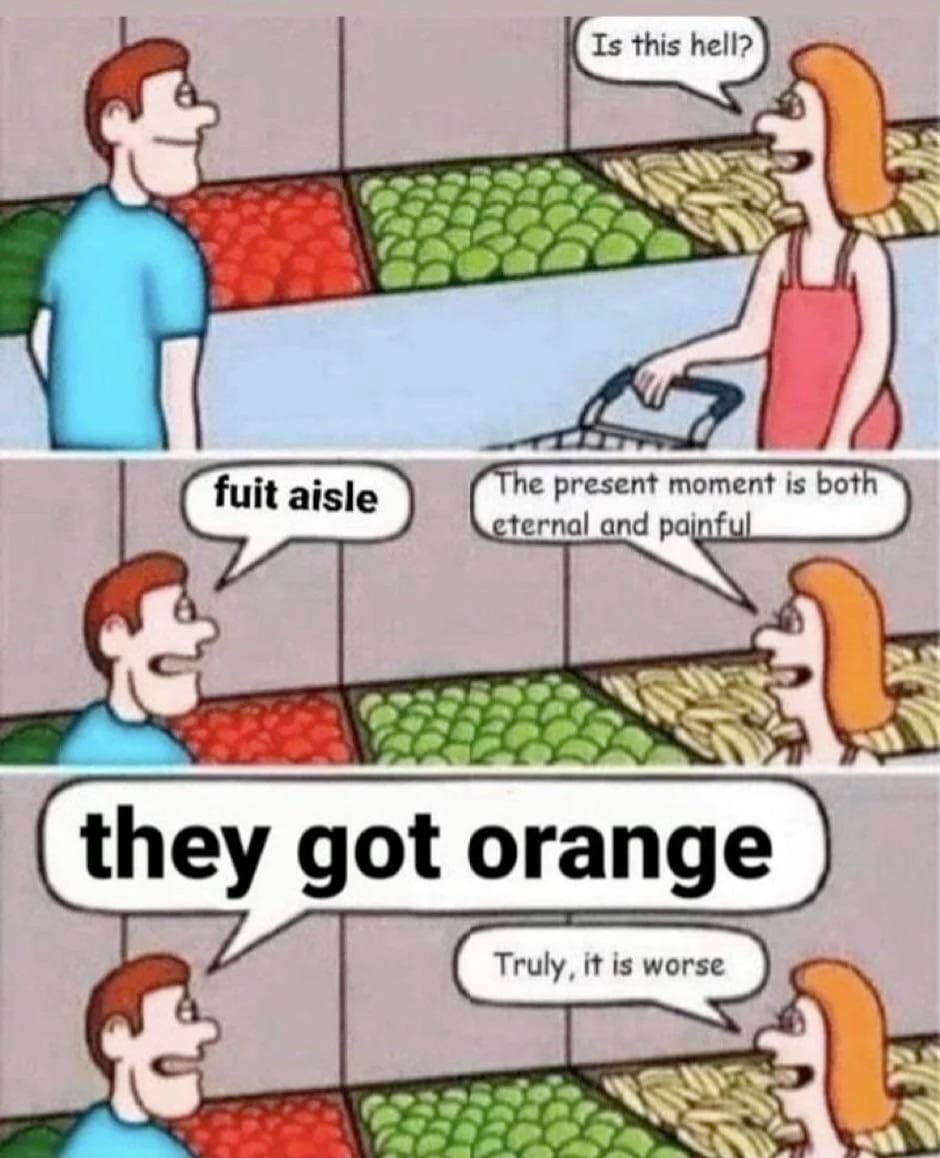 Is this hell?
fuit aisle
The present moment is both
eternal and painful
they got orange
Truly, it is worse